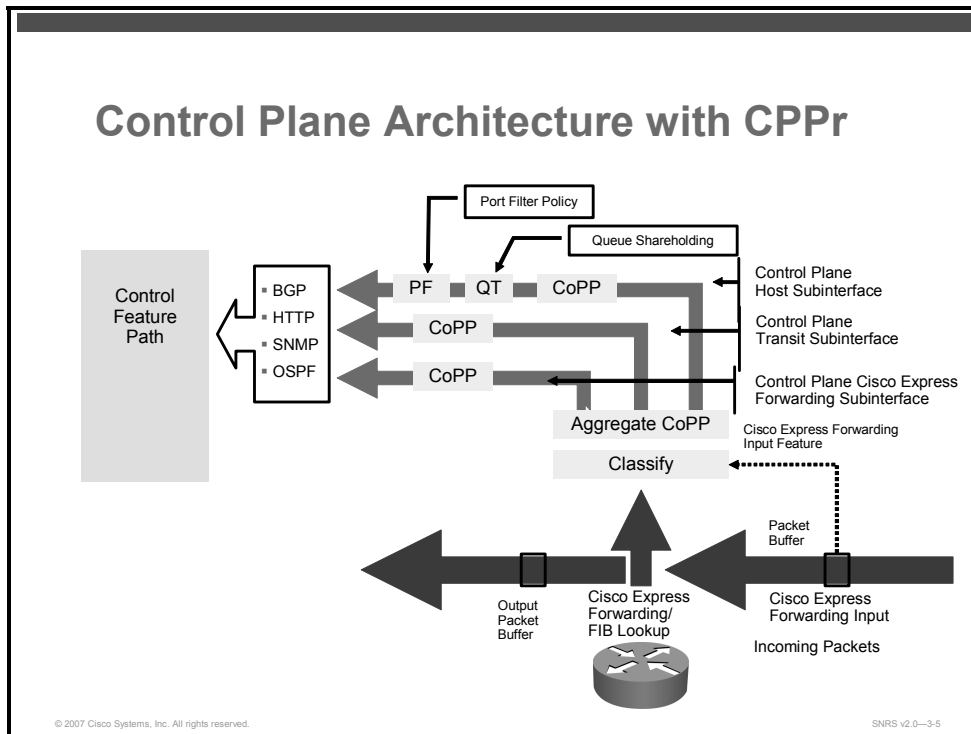 Control Plane Architecture with CPPr
Port Filter Policy
Queue Shareholding
Control
Feature
Path
▪ BGP
▪ HTTP
▪ SNMP
▪ OSPF
PF
QT
CoPP
CoPP
CoPP
Control Plane
Host Subinterface
Control Plane
Transit Subinterface
Control Plane Cisco Express
Forwarding Subinterface
Aggregate CoPP
Classify
Cisco Express Forwarding
Input Feature
Packet
Buffer
Output
Packet
Buffer
Cisco Express
Forwarding/
FIB Lookup
Cisco Express
Forwarding Input
Incoming Packets
© 2007 Cisco Systems, Inc. All rights reserved.
SNRS v2.0—3-5